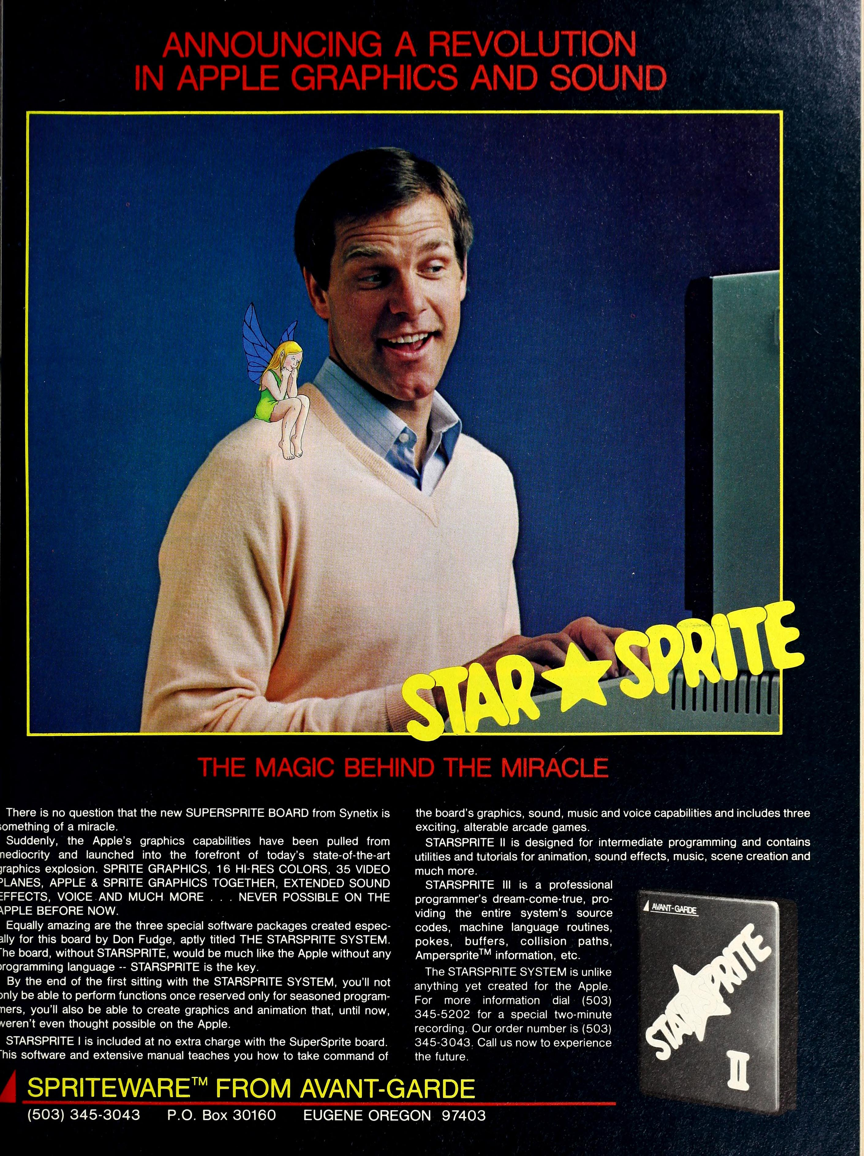 ANNOUNCING A REVOLUTION
IN APPLE GRAPHICS AND SOUND
STAR SPRITE
THE MAGIC BEHIND THE MIRACLE
There is no question that the new SUPERSPRITE BOARD from Synetix is
something of a miracle.
Suddenly, the Apple's graphics capabilities have been pulled from
mediocrity and launched into the forefront of today's state-of-the-art
graphics explosion. SPRITE GRAPHICS, 16 HI-RES COLORS, 35 VIDEO
PLANES, APPLE & SPRITE GRAPHICS TOGETHER, EXTENDED SOUND
EFFECTS, VOICE AND MUCH MORE . . . NEVER POSSIBLE ON THE
APPLE BEFORE NOW.
Equally amazing are the three special software packages created espec-
ially for this board by Don Fudge, aptly titled THE STARSPRITE SYSTEM.
The board, without STARSPRITE, would be much like the Apple without any
programming language -- STARSPRITE is the key.
By the end of the first sitting with the STARSPRITE SYSTEM, you'll not
only be able to perform functions once reserved only for seasoned program-
mers, you'll also be able to create graphics and animation that, until now,
weren't even thought possible on the Apple.
STARSPRITE I is included at no extra charge with the SuperSprite board.
This software and extensive manual teaches you how to take command of
the board's graphics, sound, music and voice capabilities and includes three
exciting, alterable arcade games.
STARSPRITE II is designed for intermediate programming and contains
utilities and tutorials for animation, sound effects, music, scene creation and
much more.
STARSPRITE III is a professional
programmer's dream-come-true, pro-
viding the entire system's source
codes, machine language routines,
pokes, buffers, collision paths,
Ampersprite™ information, etc.
The STARSPRITE SYSTEM is unlike
anything yet created for the Apple.
For more information dial (503)
345-5202 for a special two-minute
recording. Our order number is (503)
345-3043. Call us now to experience
the future.
AVANT-GARDE
STAR SPRITE
II
SPRITEWARE™ FROM AVANT-GARDE
(503) 345-3043 P.O. Box 30160 EUGENE OREGON 97403